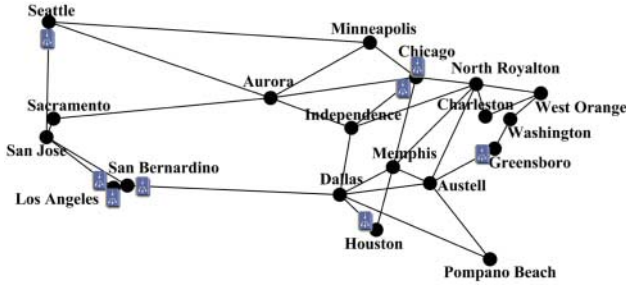 Seattle
Minneapolis
Chicago
Aurora
North Royalton
Sacramento
Independence
Charleston
West Orange
Washington
San Jose
San Bernardino
Memphis
Greensboro
Los Angeles
Dallas
Austell
Houston
Pompano Beach